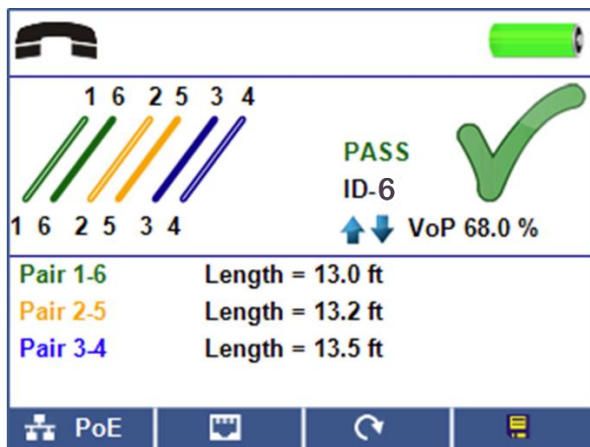 1 6 2 5 3 4
PASS
ID-6
1 6 2 5 3 4
VoP 68.0 %
Pair 1-6 Length = 13.0 ft
Pair 2-5 Length = 13.2 ft
Pair 3-4 Length = 13.5 ft
PoE